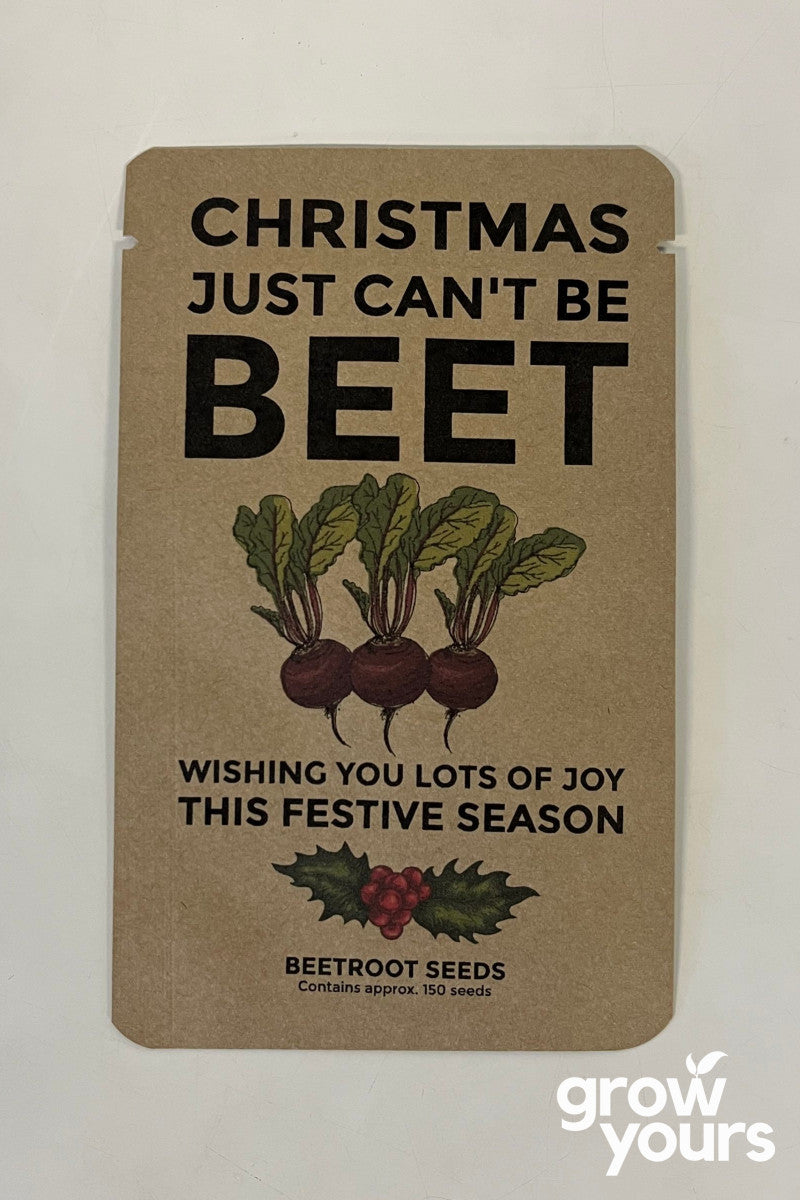 CHRISTMAS
JUST CAN'T BE
BEET
WISHING YOU LOTS OF JOY
THIS FESTIVE SEASON
BEETROOT SEEDS
Contains approx. 150 seeds
grow
yours